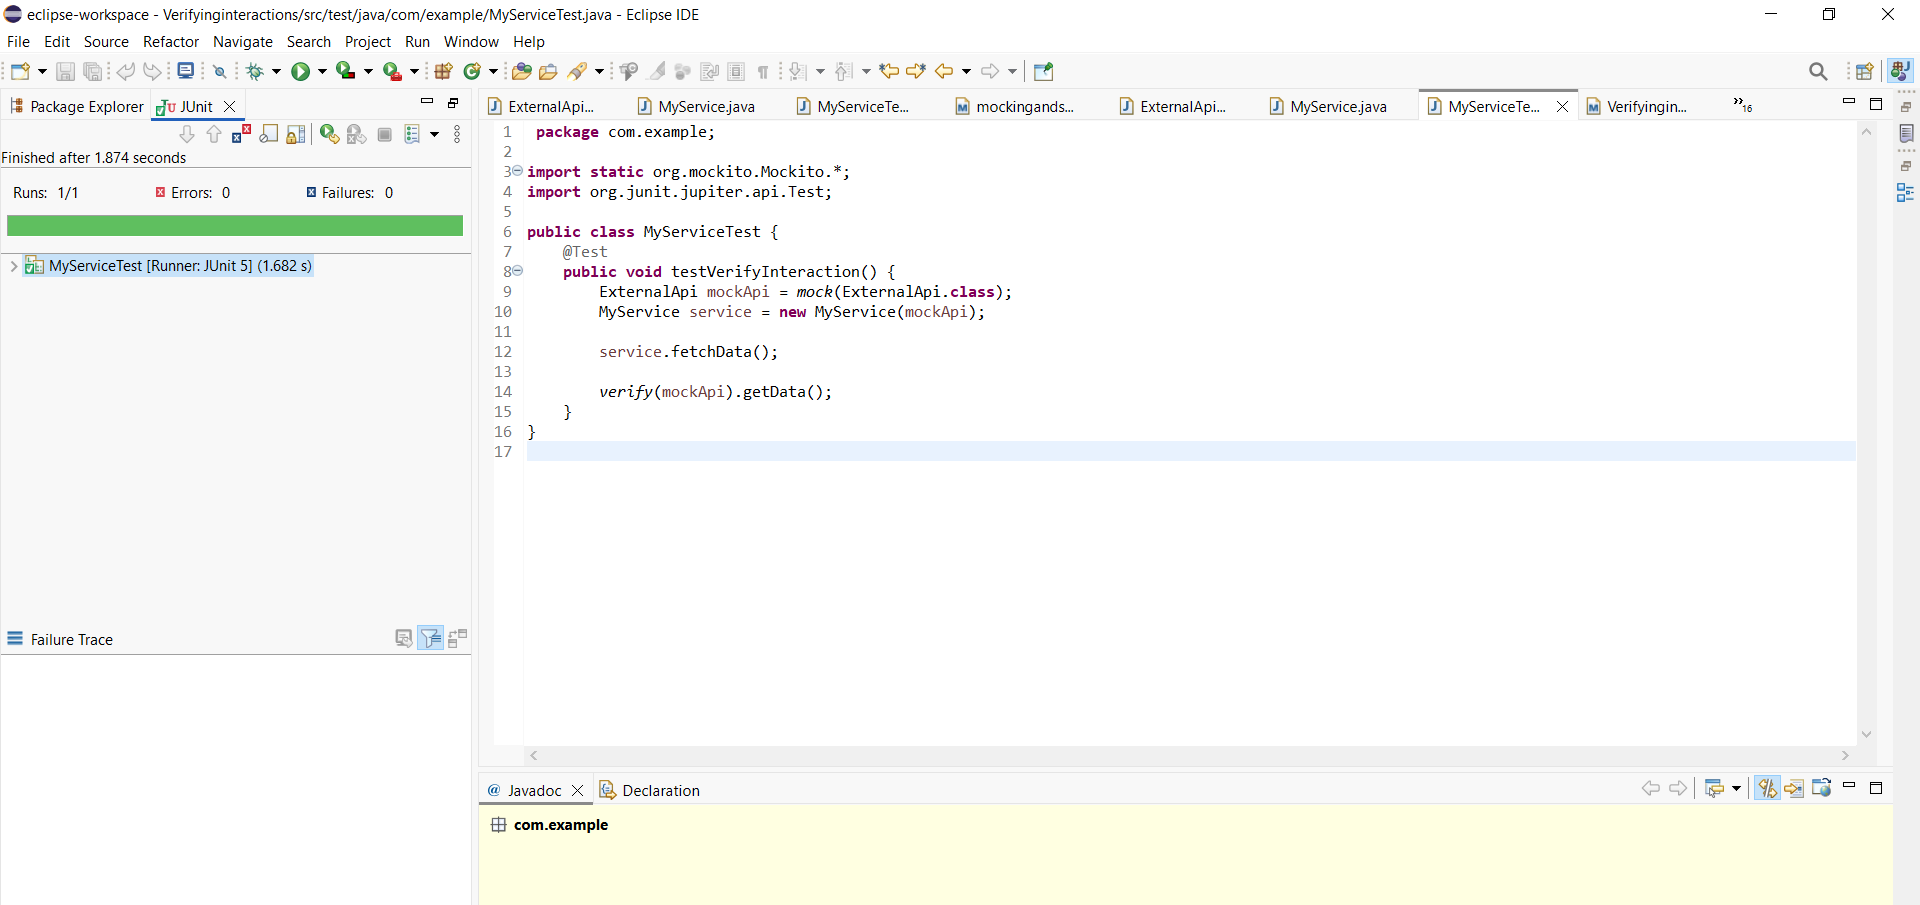 eclipse-workspace - Verifyinginteractions/src/test/java/com/example/MyServiceTest.java - Eclipse IDE
File Edit Source Refactor Navigate Search Project Run Window Help
Package Explorer JUnit
ExternalApi... MyService.java MyServiceTe... mockingands... ExternalApi... MyService.java MyServiceTe... Verifyingin... »16
Finished after 1.874 seconds
Runs: 1/1 Errors: 0 Failures: 0
MyServiceTest [Runner: JUnit 5] (1.682 s)
Failure Trace
1 package com.example;
2
3 import static org.mockito.Mockito.*;
4 import org.junit.jupiter.api.Test;
5
6 public class MyServiceTest {
7     @Test
8     public void testVerifyInteraction() {
9         ExternalApi mockApi = mock(ExternalApi.class);
10         MyService service = new MyService(mockApi);
11
12         service.fetchData();
13
14         verify(mockApi).getData();
15     }
16 }
17
@ Javadoc Declaration
com.example